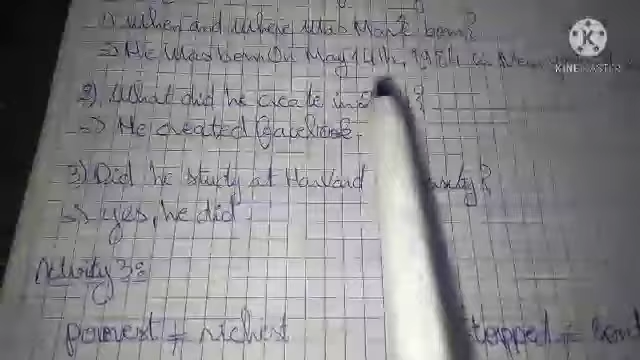 1) When and where was Mark born?
⇒ He was born On May 14th, 1984 in New
2) What did he create in ?
→ He created Facebook.
3) Did he study at Harvard ?
↳ yes, he did
Activity 3:
poorest ≠ richest
stopped ≠
KINEMASTER